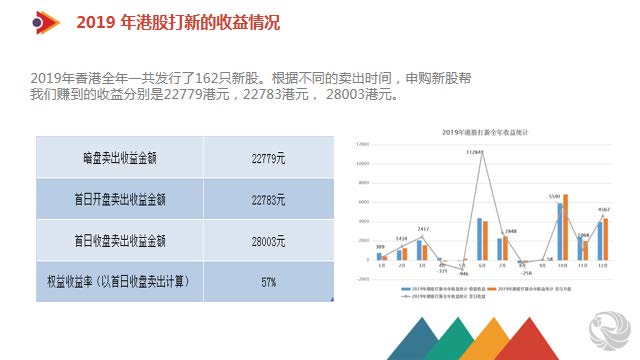 2019 年港股打新的收益情况
2019年香港全年一共发行了162只新股。根据不同的卖出时间，申购新股帮
我们赚到的收益分别是22779港元，22783港元， 28003港元。
暗盘卖出收益金额 22779元
首日开盘卖出收益金额 22783元
首日收盘卖出收益金额 28003元
权益收益率（以首日收盘卖出计算） 57%
2019年港股打新全年收益统计
12000
10000
8000
6000
4000
2000
0
-2000
309
1434
2417
-371
-946
11284
2848
-256
58
5591
1068
4567
1月 2月 3月 4月 5月 6月 7月 8月 9月 10月 11月 12月
2019年港股打新全年收益统计 暗盘收益 2019年港股打新全年收益统计 首日开盘
2019年港股打新全年收益统计 首日收盘